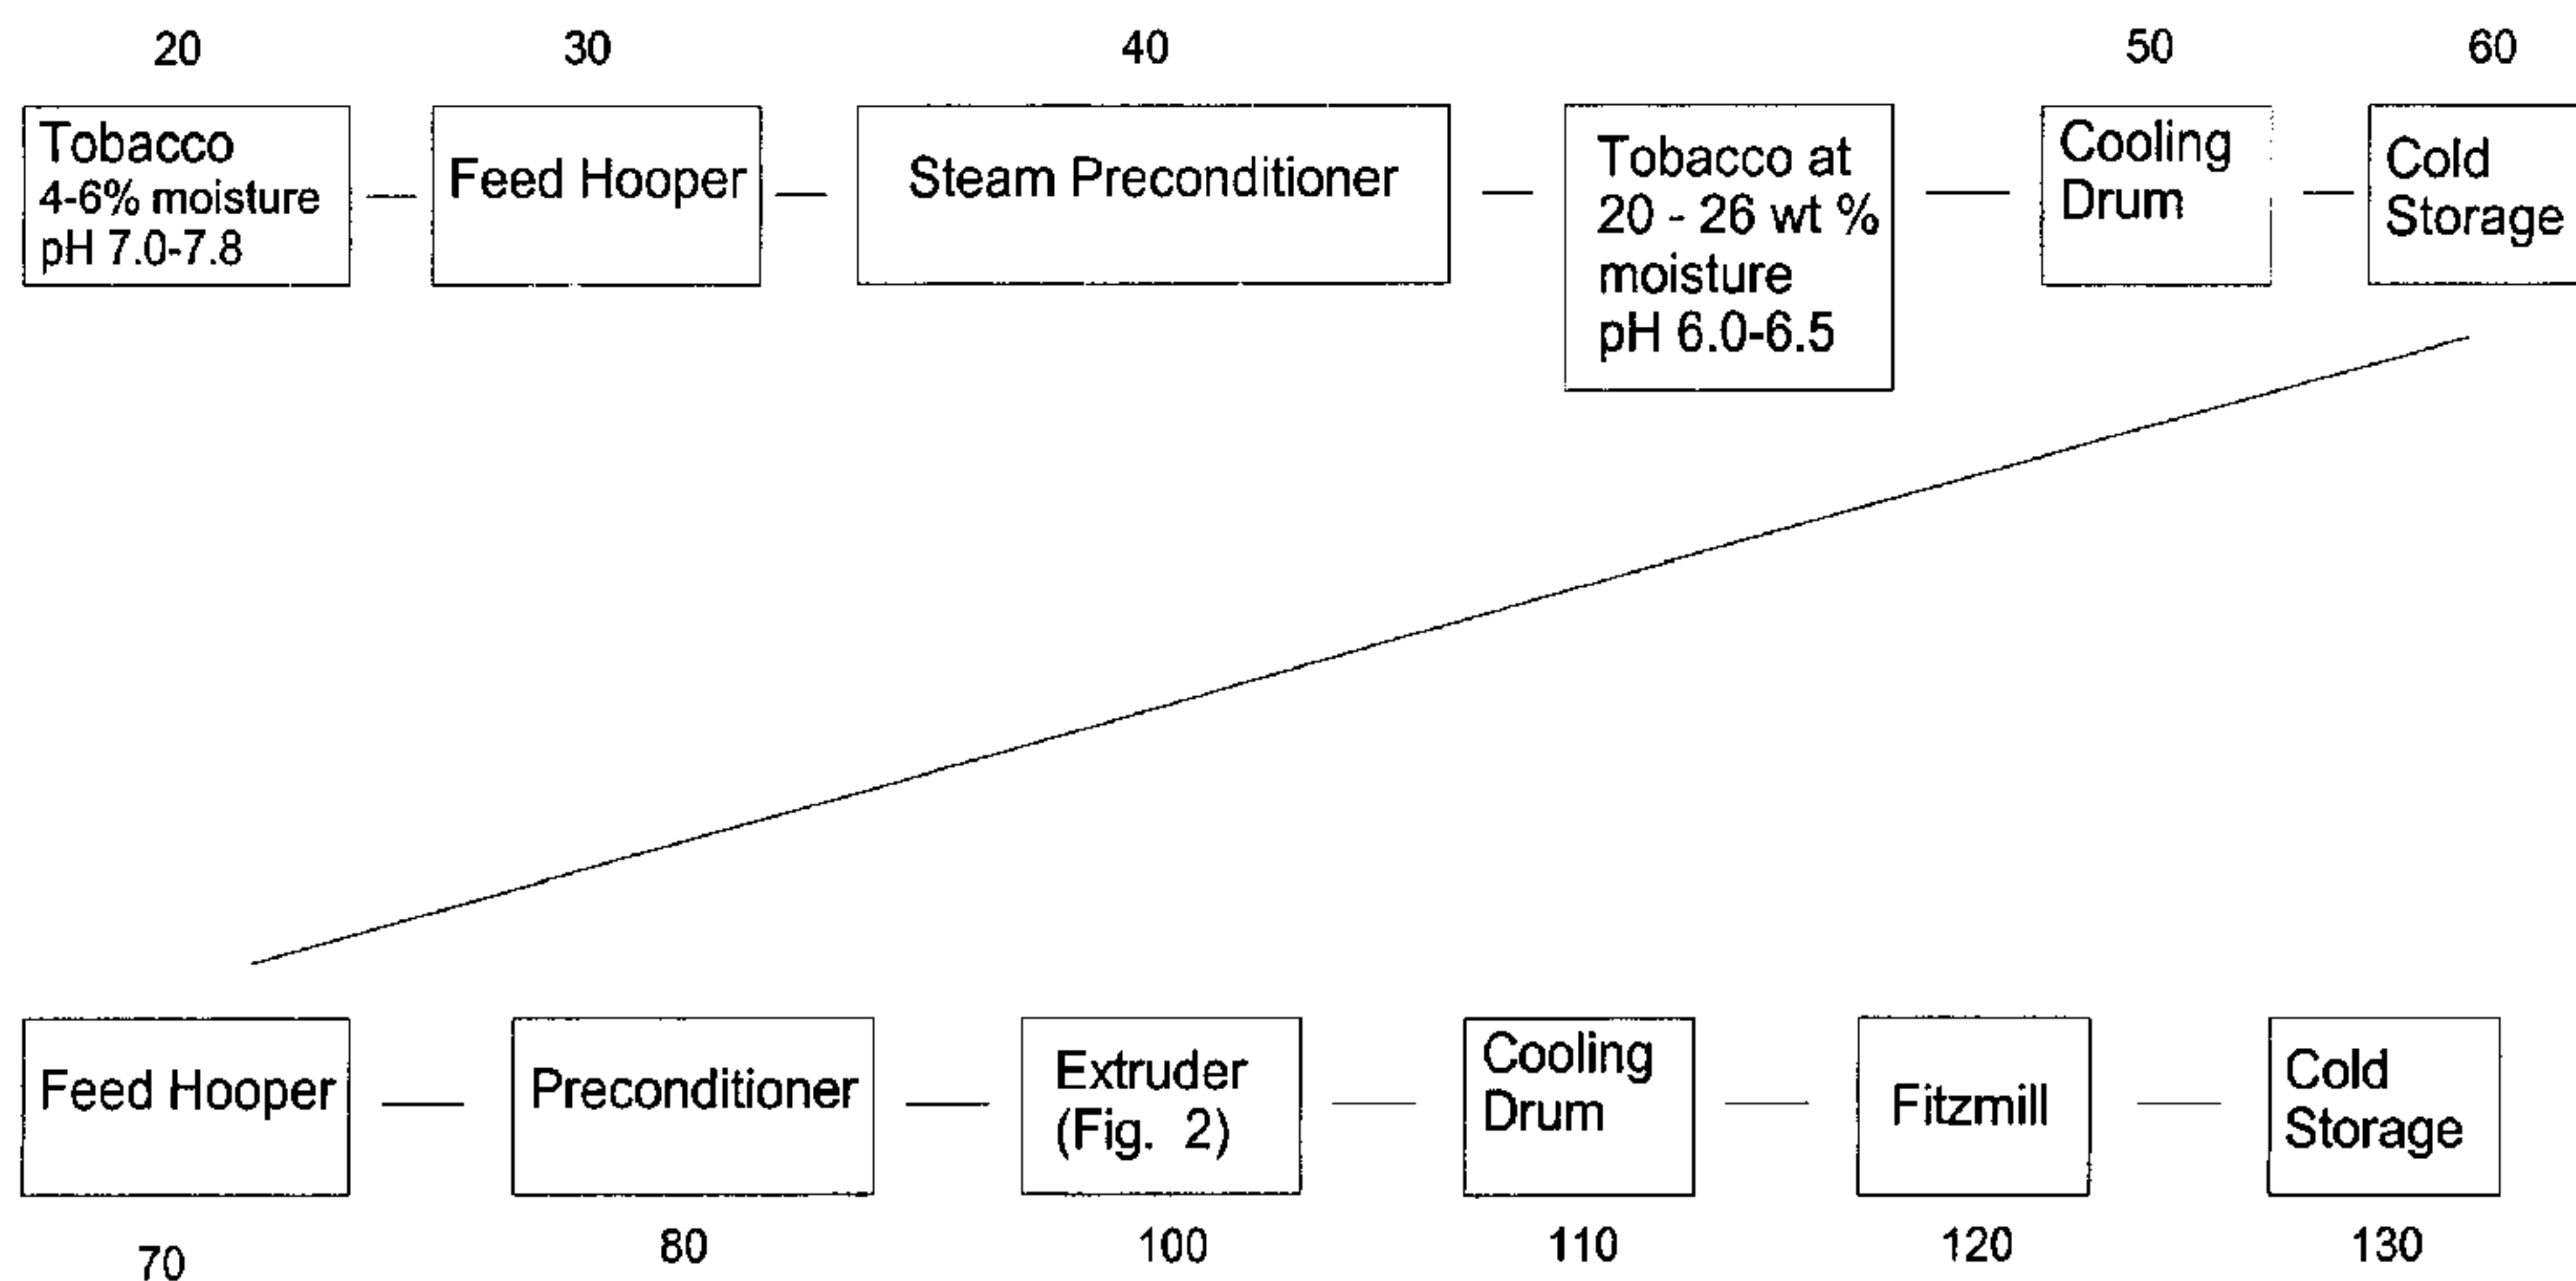 20
30
40
50
60
Tobacco
4-6% moisture
pH 7.0-7.8
Feed Hooper
Steam Preconditioner
Tobacco at
20 - 26 wt %
moisture
pH 6.0-6.5
Cooling
Drum
Cold
Storage
Feed Hooper
Preconditioner
Extruder
(Fig. 2)
Cooling
Drum
Fitzmill
Cold
Storage
70
80
100
110
120
130